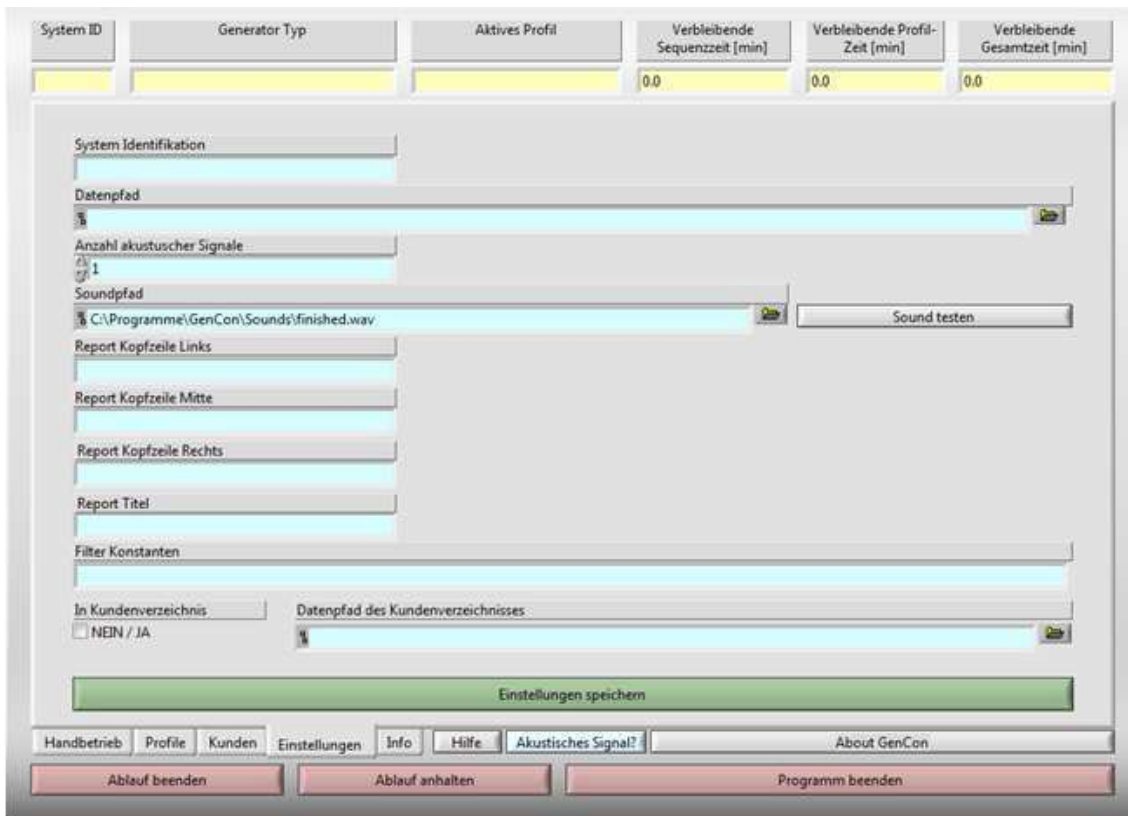 System ID
Generator Typ
Aktives Profil
Verbleibende
Sequenzzeit [min]
Verbleibende Profil-
Zeit [min]
Verbleibende
Gesamtzeit [min]
0.0
0.0
0.0
System Identifikation
Datenpfad
Anzahl akustuscher Signale
1
Soundpfad
C:\Programme\GenCon\Sounds\finished.wav
Sound testen
Report Kopfzeile Links
Report Kopfzeile Mitte
Report Kopfzeile Rechts
Report Titel
Filter Konstanten
In Kundenverzeichnis
Datenpfad des Kundenverzeichnisses
NEIN / JA
Einstellungen speichern
Handbetrieb
Profile
Kunden
Einstellungen
Info
Hilfe
Akustisches Signal?
About GenCon
Ablauf beenden
Ablauf anhalten
Programm beenden